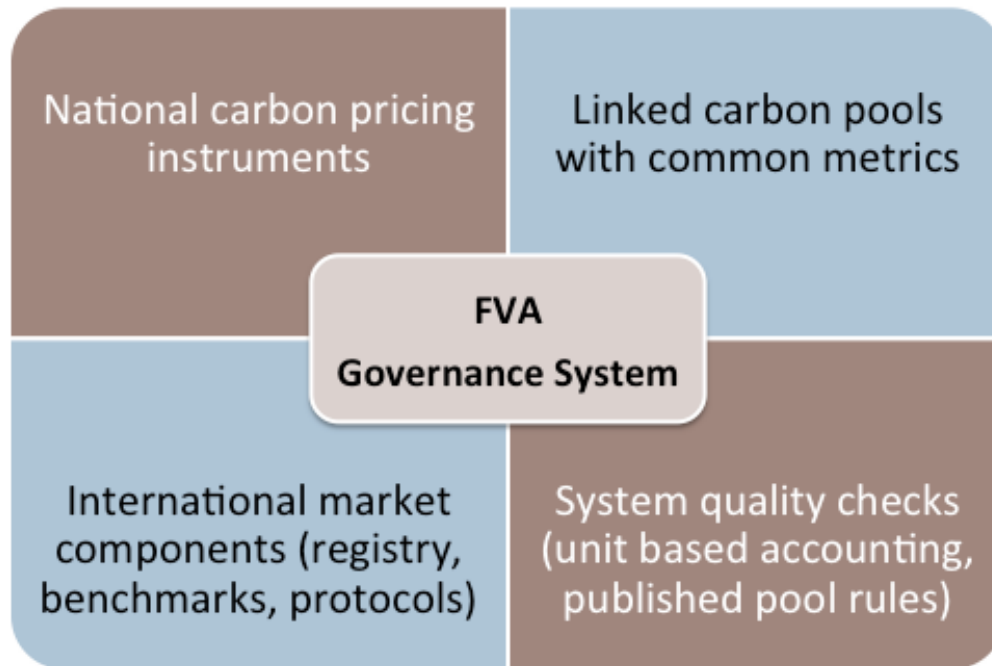 National carbon pricing
instruments
Linked carbon pools
with common metrics
FVA
Governance System
International market
components (registry,
benchmarks, protocols)
System quality checks
(unit based accounting,
published pool rules)